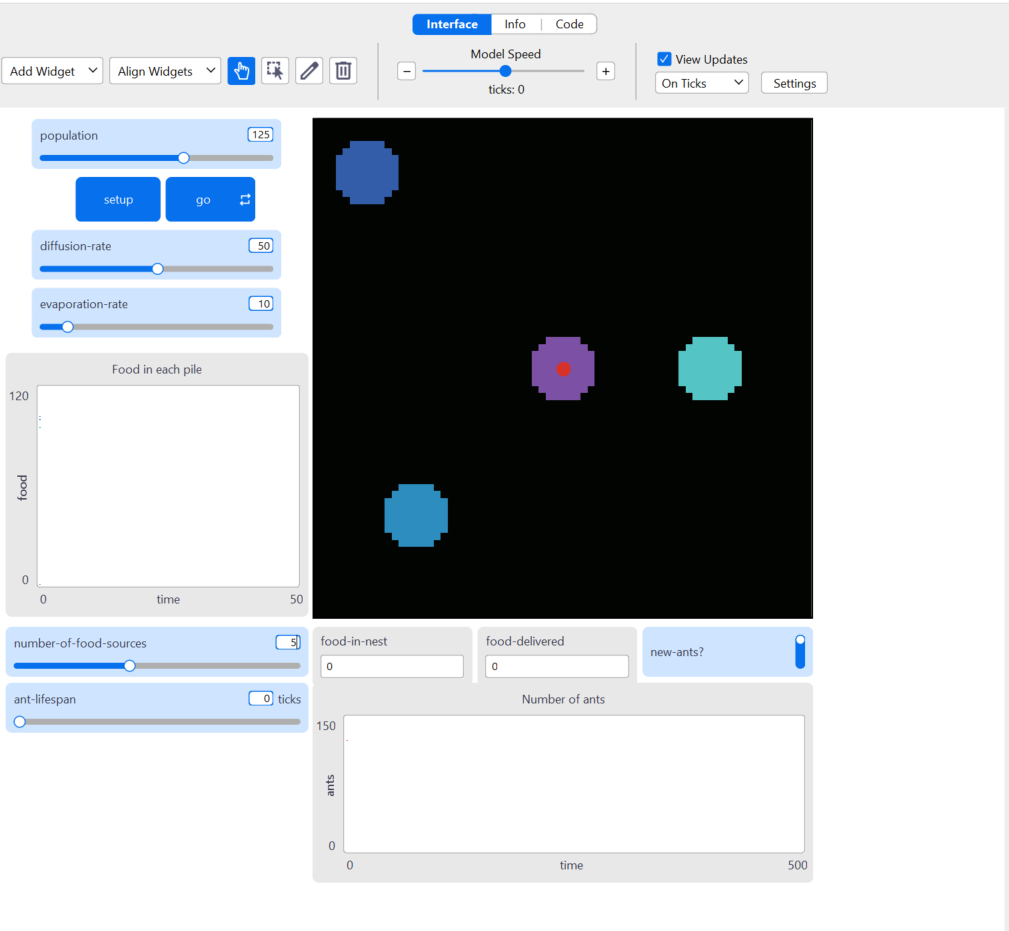 Interface Info Code
Add Widget Align Widgets
Model Speed
ticks: 0
View Updates
On Ticks Settings
population 125
setup go
diffusion-rate 50
evaporation-rate 10
Food in each pile
120
food
0
0 time 50
number-of-food-sources 5
ant-lifespan 0 ticks
food-in-nest
0
food-delivered
0
new-ants?
Number of ants
150
ants
0
0 time 500